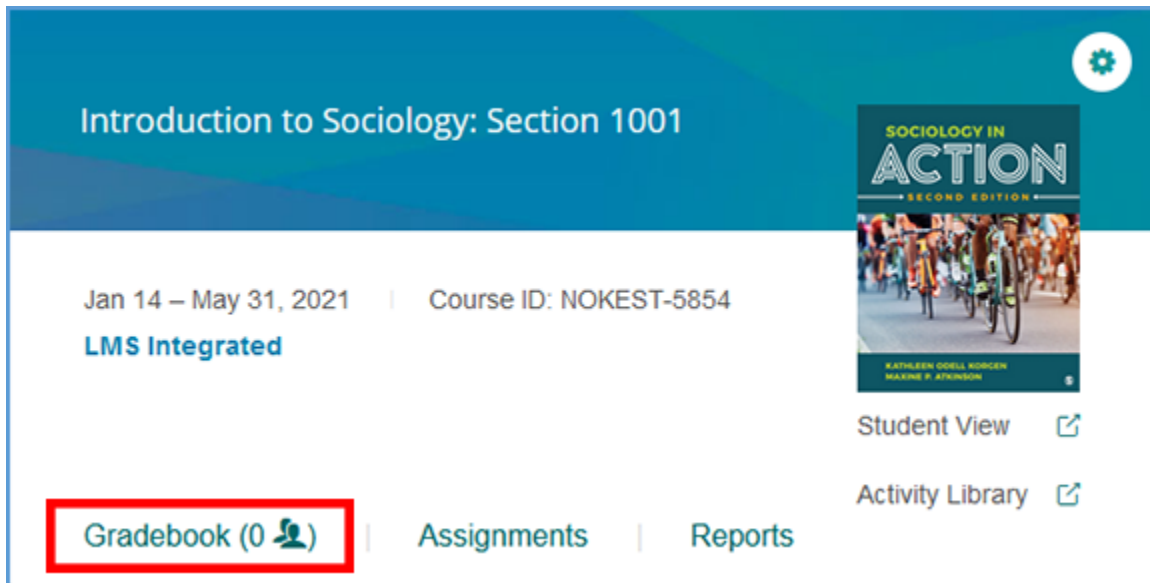 Introduction to Sociology: Section 1001
SOCIOLOGY IN
ACTION
SECOND EDITION
KATHLEEN ODELL KORGEN
MAXINE P. ATKINSON
Jan 14 – May 31, 2021
Course ID: NOKEST-5854
LMS Integrated
Student View
Activity Library
Gradebook (0)
Assignments
Reports